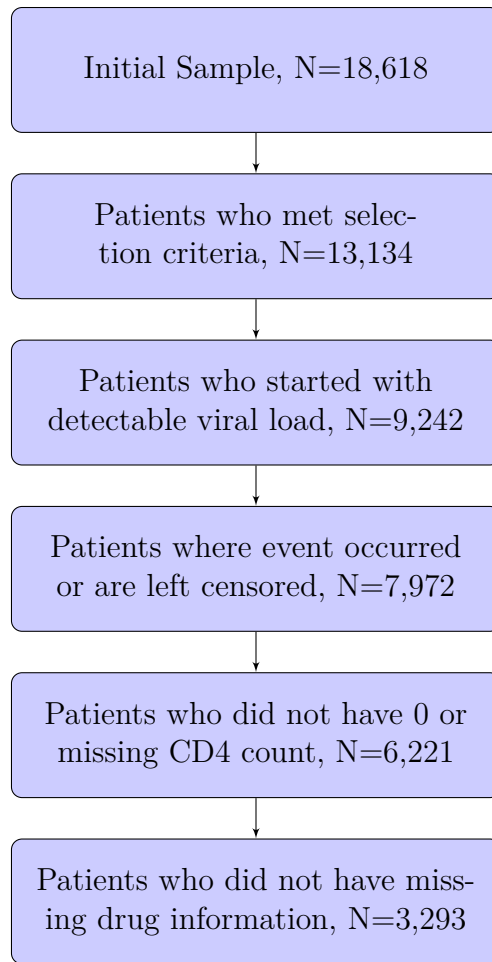 Initial Sample, N=18,618
Patients who met selec-
tion criteria, N=13,134
Patients who started with
detectable viral load, N=9,242
Patients where event occurred
or are left censored, N=7,972
Patients who did not have 0 or
missing CD4 count, N=6,221
Patients who did not have miss-
ing drug information, N=3,293